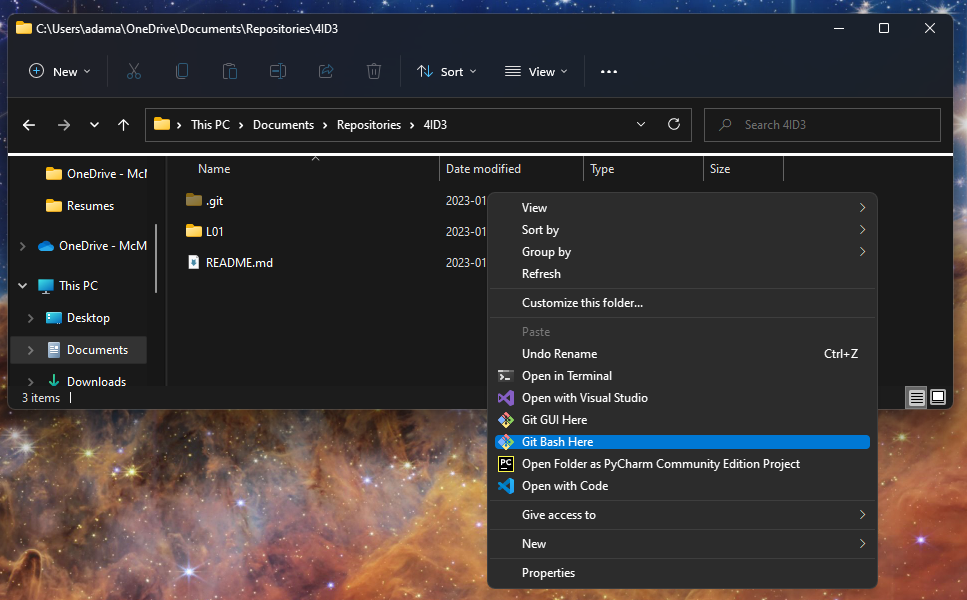 C:\Users\adama\OneDrive\Documents\Repositories\4ID3
New Sort View
This PC > Documents > Repositories > 4ID3 Search 4ID3
Name Date modified Type Size
OneDrive - McM
Resumes
OneDrive - McM
This PC
Desktop
Documents
Downloads
.git 2023-01
L01 2023-01
README.md 2023-01
3 items
View
Sort by
Group by
Refresh
Customize this folder...
Paste
Undo Rename Ctrl+Z
Open in Terminal
Open with Visual Studio
Git GUI Here
Git Bash Here
PC Open Folder as PyCharm Community Edition Project
Open with Code
Give access to
New
Properties